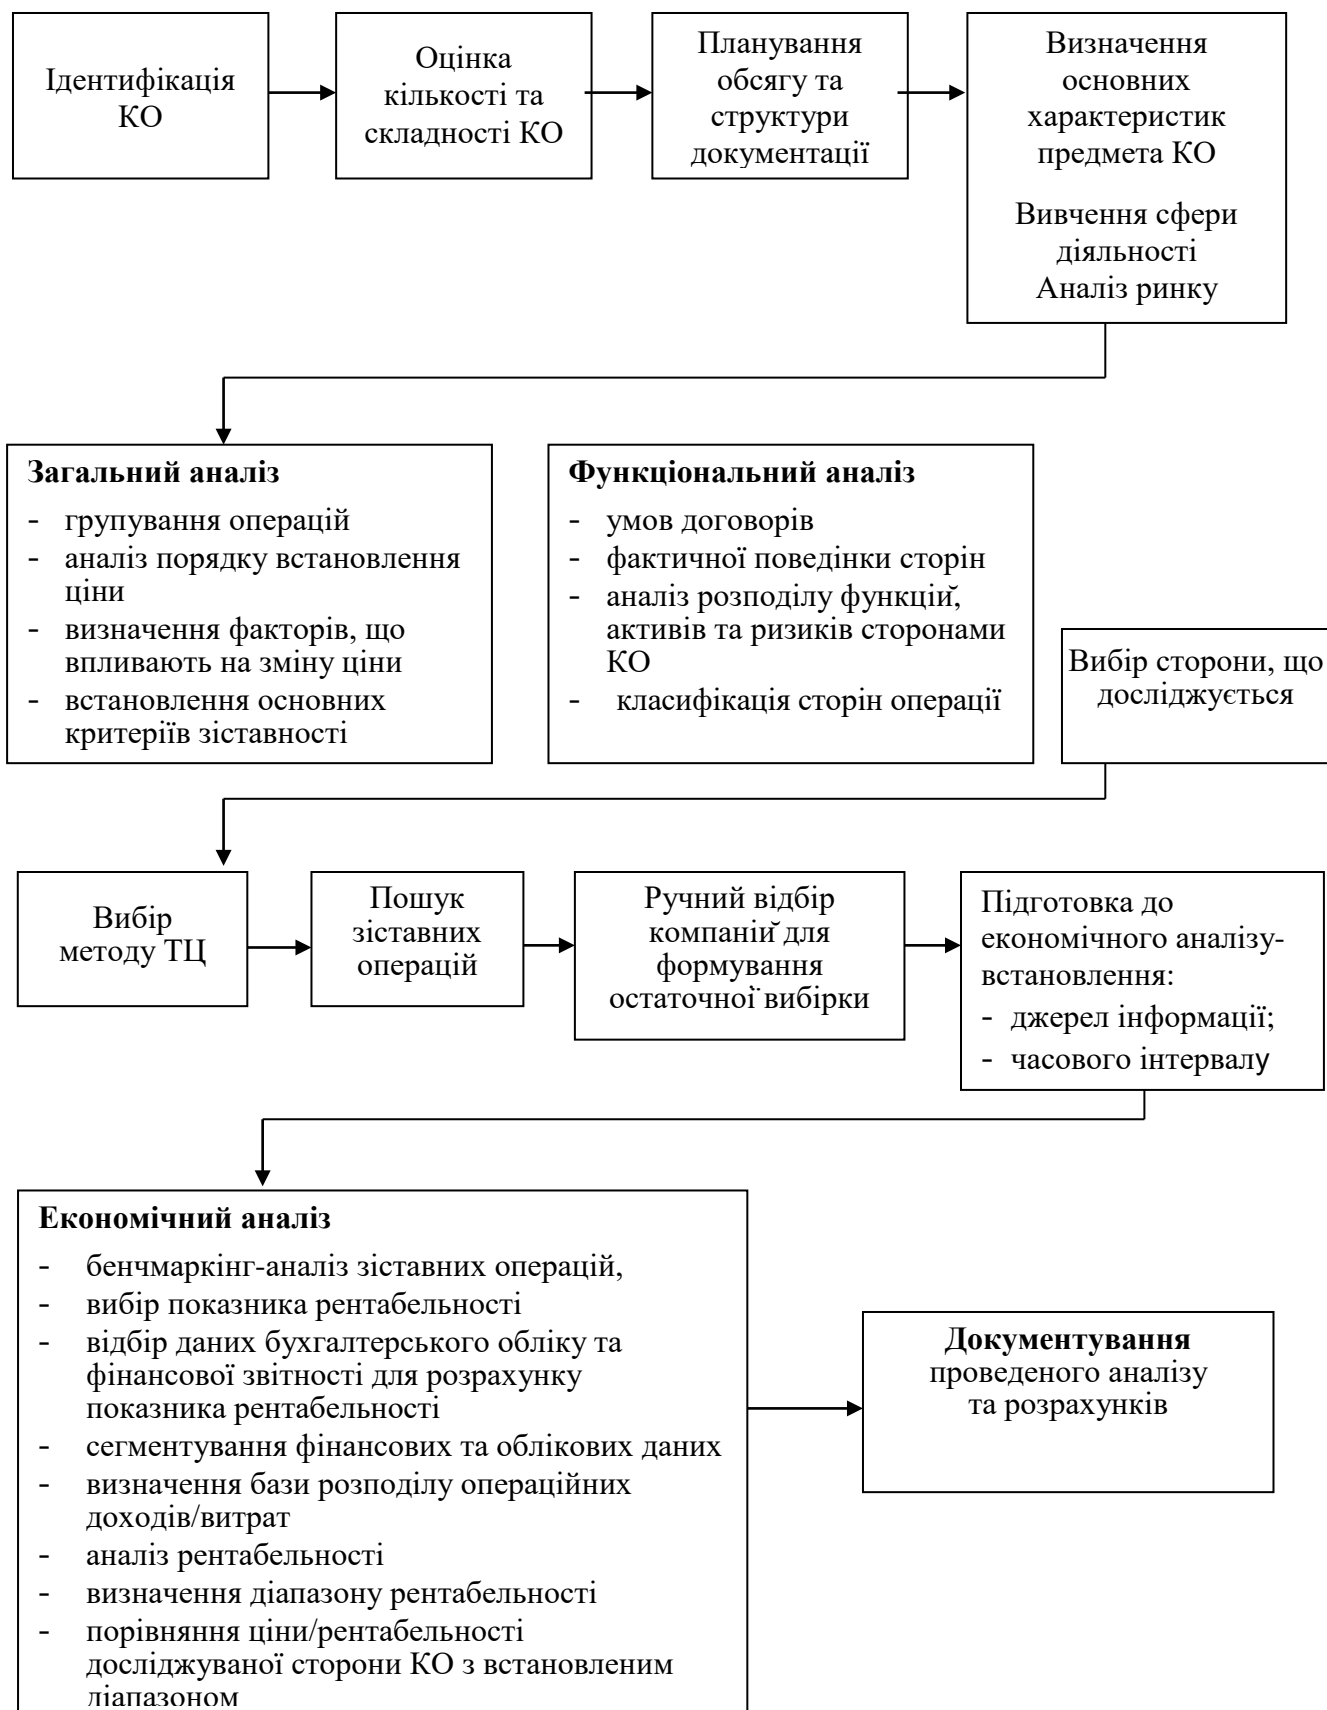 Ідентифікація
КО
Оцінка
кількості та
складності КО
Планування
обсягу та
структури
документації
Визначення
основних
характеристик
предмета КО
Вивчення сфери
діяльності
Аналіз ринку
Загальний аналіз
- групування операцій
- аналіз порядку встановлення
ціни
- визначення факторів, що
впливають на зміну ціни
- встановлення основних
критеріїв зіставності
Функціональний аналіз
- умов договорів
- фактичної поведінки сторін
- аналіз розподілу функцій,
активів та ризиків сторонами
КО
- класифікація сторін операції
Вибір сторони, що
досліджується
Вибір
методу ТЦ
Пошук
зіставних
операцій
Ручний відбір
компаній для
формування
остаточної вибірки
Підготовка до
економічного аналізу-
встановлення:
- джерел інформації;
- часового інтервалу
Економічний аналіз
- бенчмаркінг-аналіз зіставних операцій,
- вибір показника рентабельності
- відбір даних бухгалтерського обліку та
фінансової звітності для розрахунку
показника рентабельності
- сегментування фінансових та облікових даних
- визначення бази розподілу операційних
доходів/витрат
- аналіз рентабельності
- визначення діапазону рентабельності
- порівняння ціни/рентабельності
досліджуваної сторони КО з встановленим
діапазоном
Документування
проведеного аналізу
та розрахунків